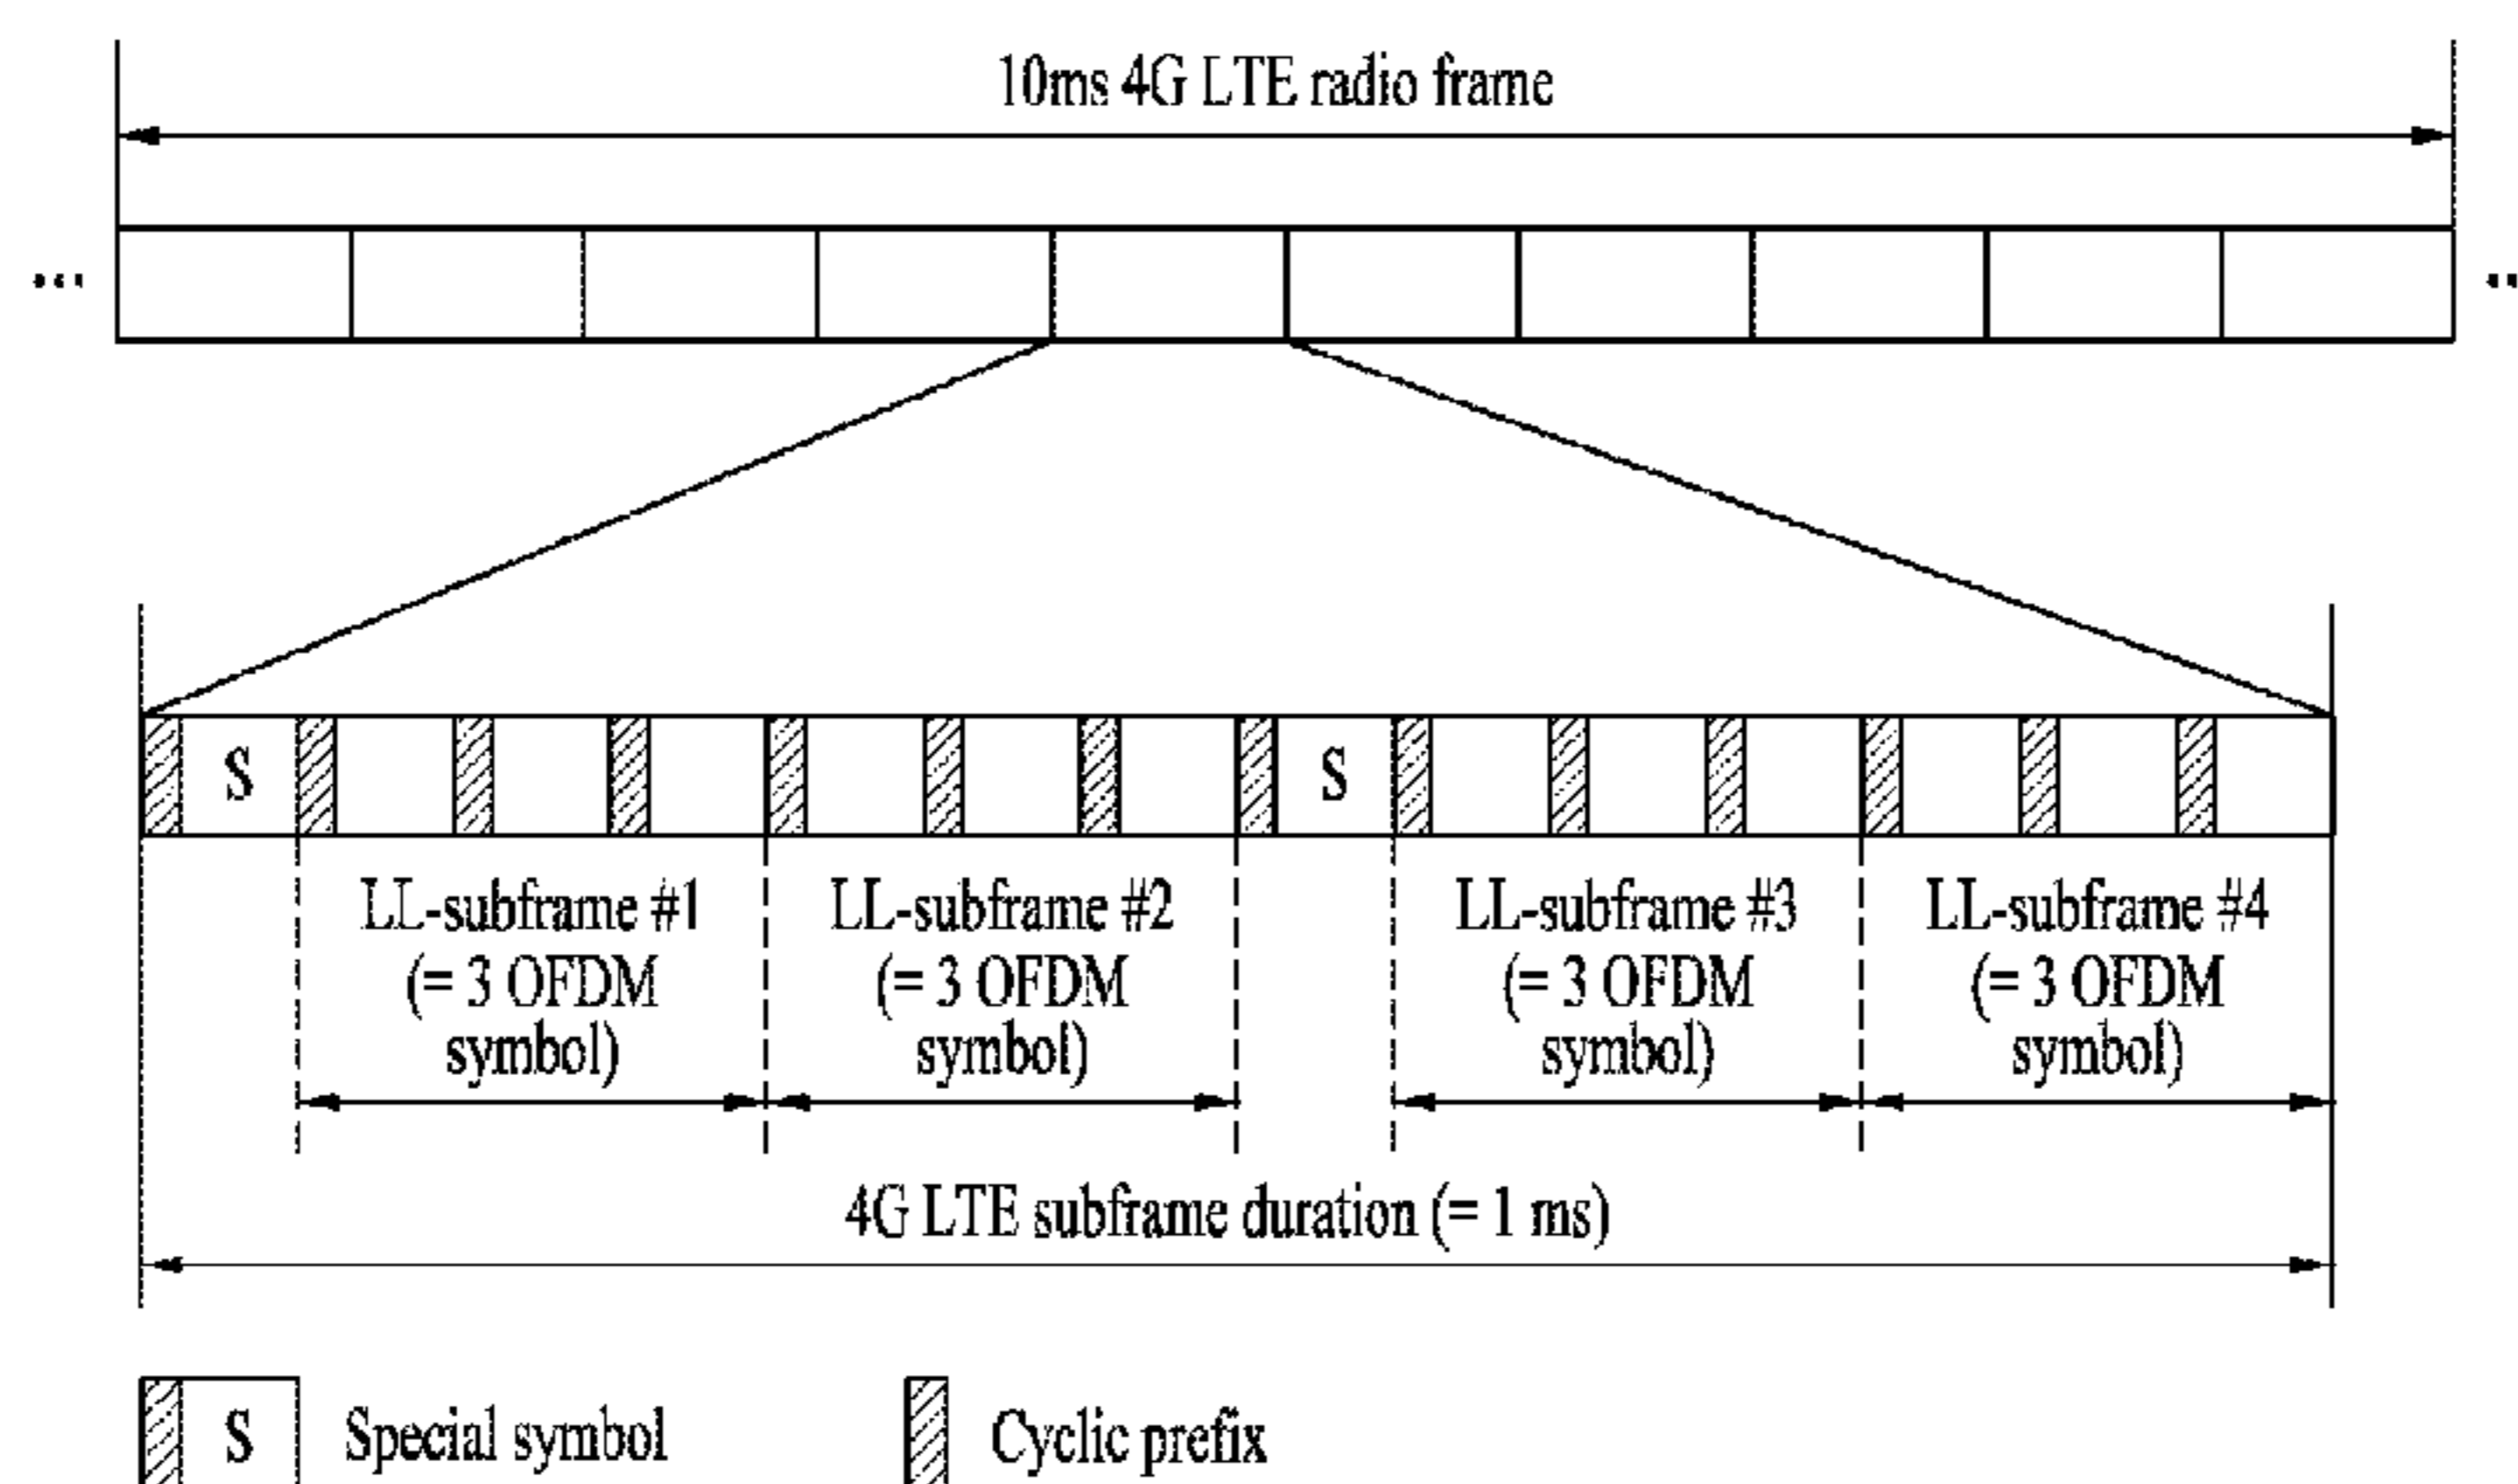 10ms 4G LTE radio frame
...
..
S
S
LL-subframe #1
(= 3 OFDM
symbol)
LL-subframe #2
(= 3 OFDM
symbol)
LL-subframe #3
(= 3 OFDM
symbol)
LL-subframe #4
(= 3 OFDM
symbol)
4G LTE subframe duration (= 1 ms)
S Special symbol
Cyclic prefix